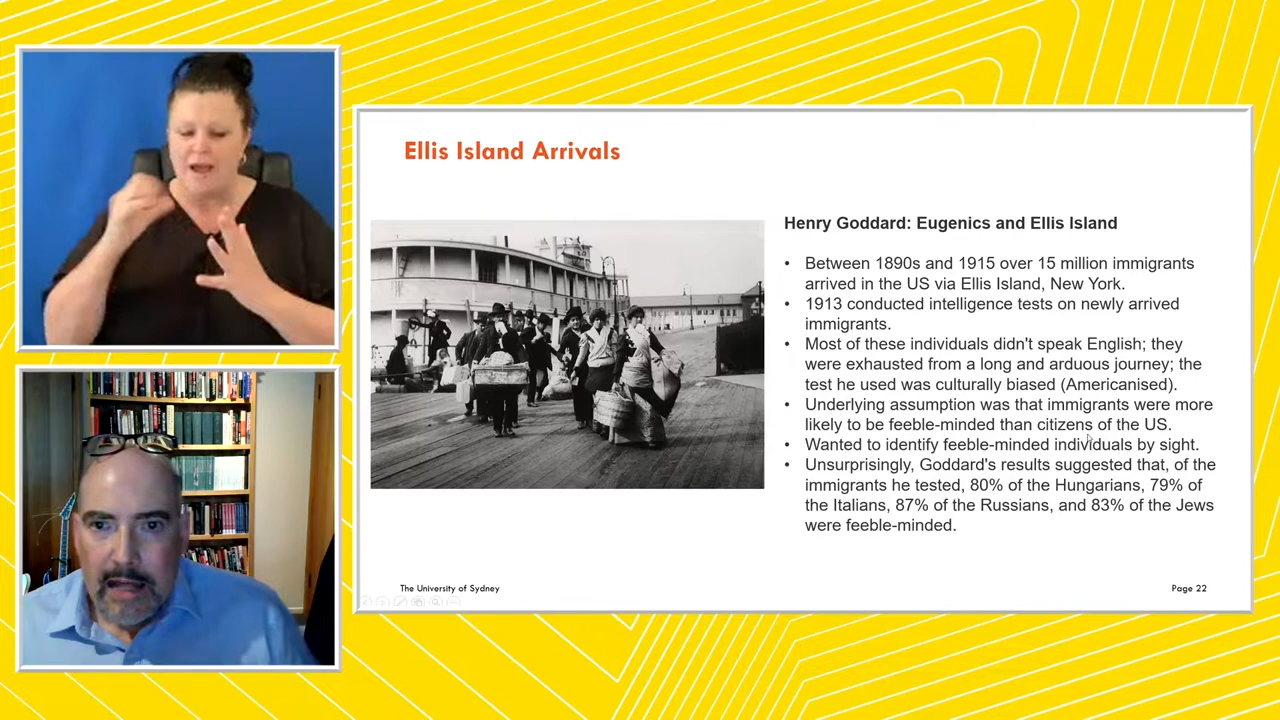 Ellis Island Arrivals
Henry Goddard: Eugenics and Ellis Island
• Between 1890s and 1915 over 15 million immigrants
arrived in the US via Ellis Island, New York.
• 1913 conducted intelligence tests on newly arrived
immigrants.
• Most of these individuals didn't speak English; they
were exhausted from a long and arduous journey; the
test he used was culturally biased (Americanised).
• Underlying assumption was that immigrants were more
likely to be feeble-minded than citizens of the US.
• Wanted to identify feeble-minded individuals by sight.
• Unsurprisingly, Goddard's results suggested that, of the
immigrants he tested, 80% of the Hungarians, 79% of
the Italians, 87% of the Russians, and 83% of the Jews
were feeble-minded.
The University of Sydney
Page 22